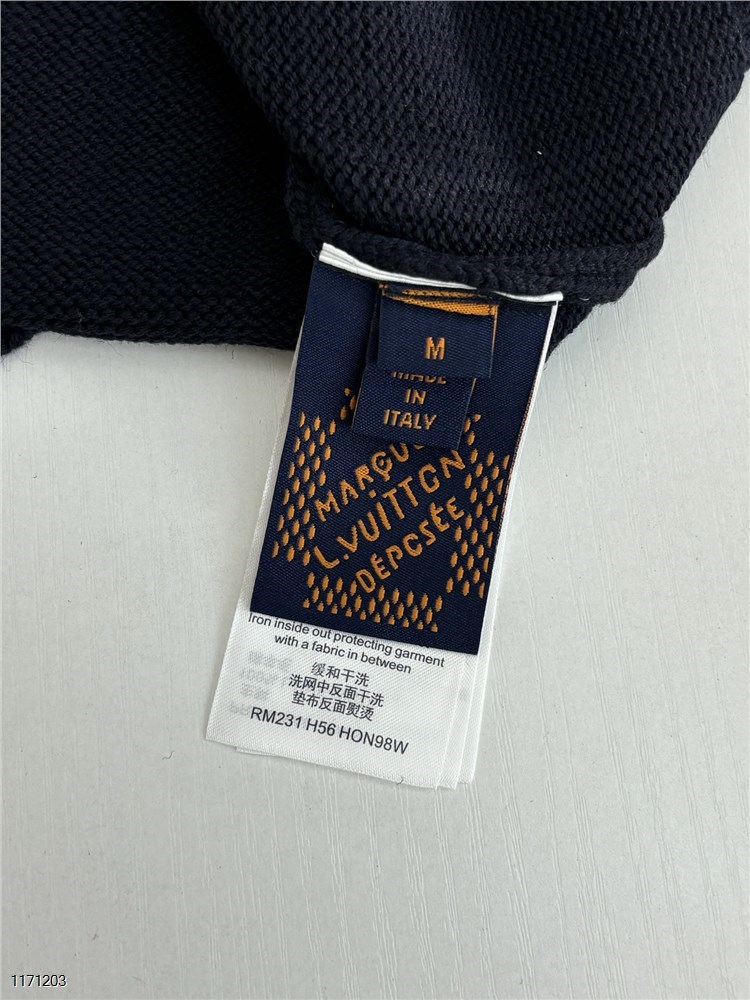 M
IN
ITALY
MARQUE
L.VUITTON
DÉPOSÉE
Iron inside out protecting garment
with a fabric in between
缓和干洗
洗网中反面干洗
垫布反面熨烫
RM231 H56 HON98W
1171203